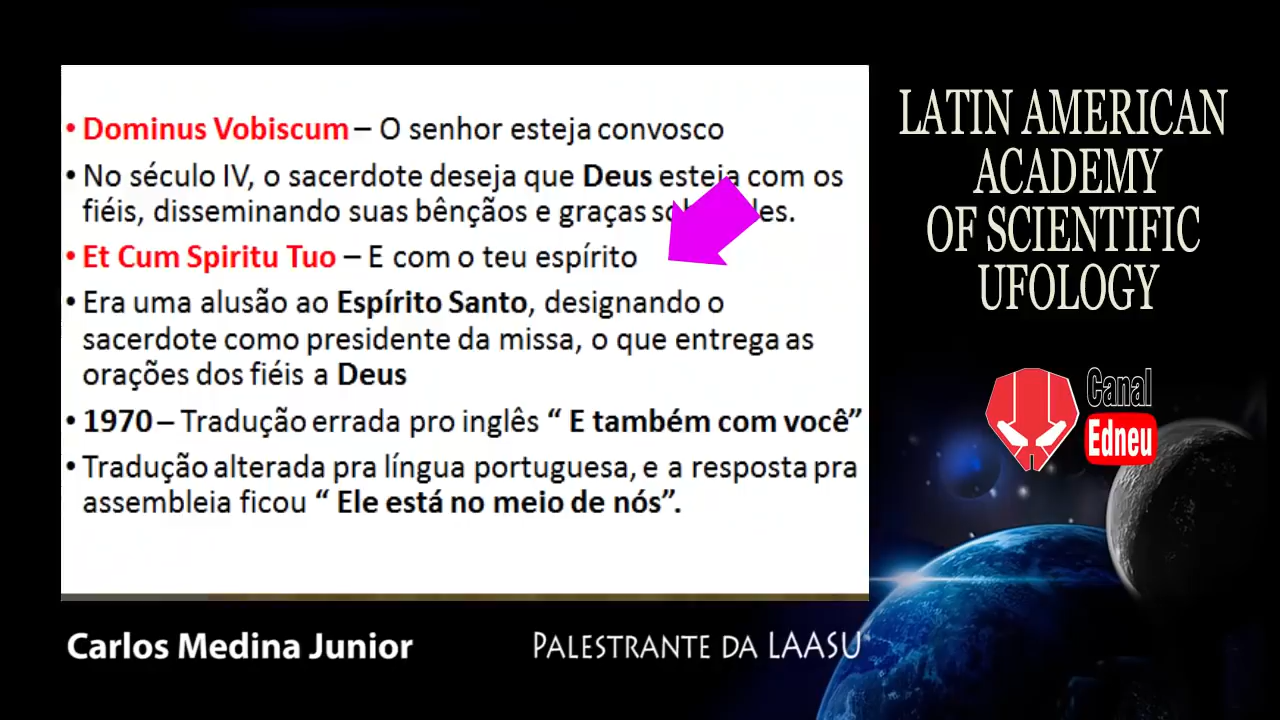 • Dominus Vobiscum – O senhor esteja convosco
• No século IV, o sacerdote deseja que Deus esteja com os
fiéis, disseminando suas bênçãos e graças
• Et Cum Spiritu Tuo – E com o teu espírito
• Era uma alusão ao Espírito Santo, designando o
sacerdote como presidente da missa, o que entrega as
orações dos fiéis a Deus
• 1970 – Tradução errada pro inglês “ E também com você”
• Tradução alterada pra língua portuguesa, e a resposta pra
assembleia ficou “ Ele está no meio de nós”.
LATIN AMERICAN
ACADEMY
OF SCIENTIFIC
UFOLOGY
Canal
Edneu
Carlos Medina Junior
PALESTRANTE DA LAASU